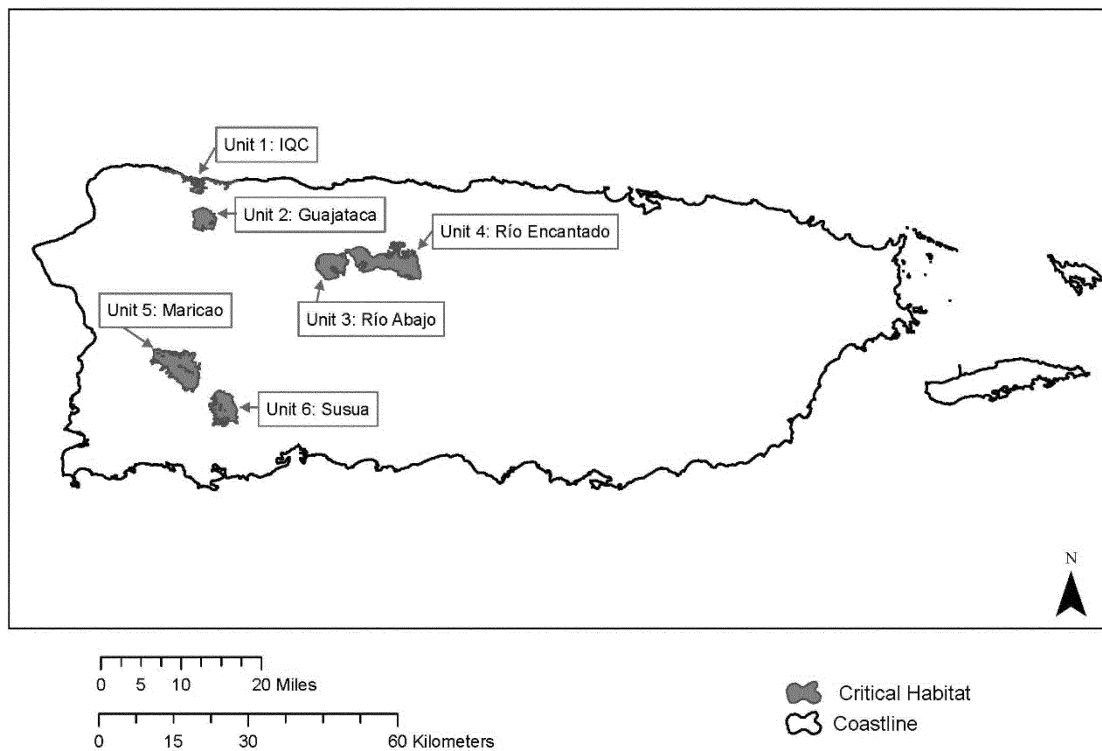 Unit 1: IQC
Unit 2: Guajataca
Unit 4: Río Encantado
Unit 3: Río Abajo
Unit 5: Maricao
Unit 6: Susua
N
0 5 10 20 Miles
0 15 30 60 Kilometers
Critical Habitat
Coastline